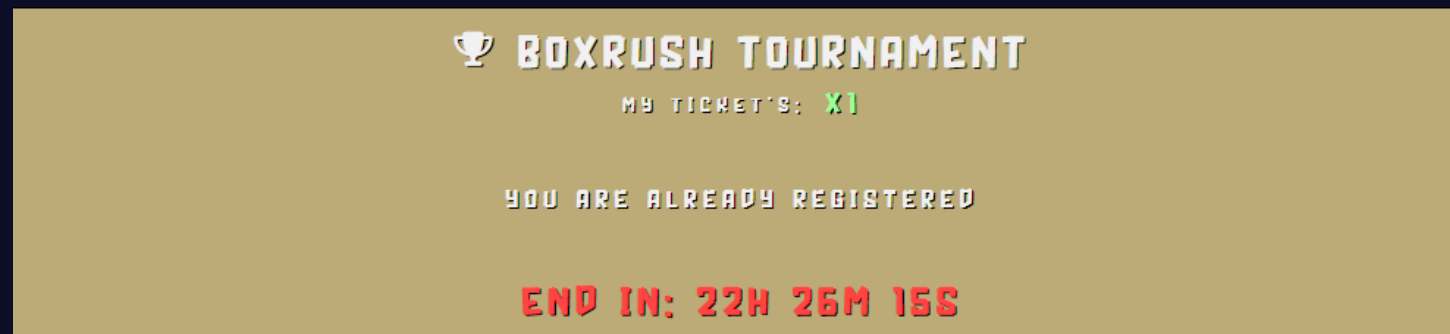 BOXRUSH TOURNAMENT
MY TICKET'S: X1
YOU ARE ALREADY REGISTERED
END IN: 22H 26M 15S